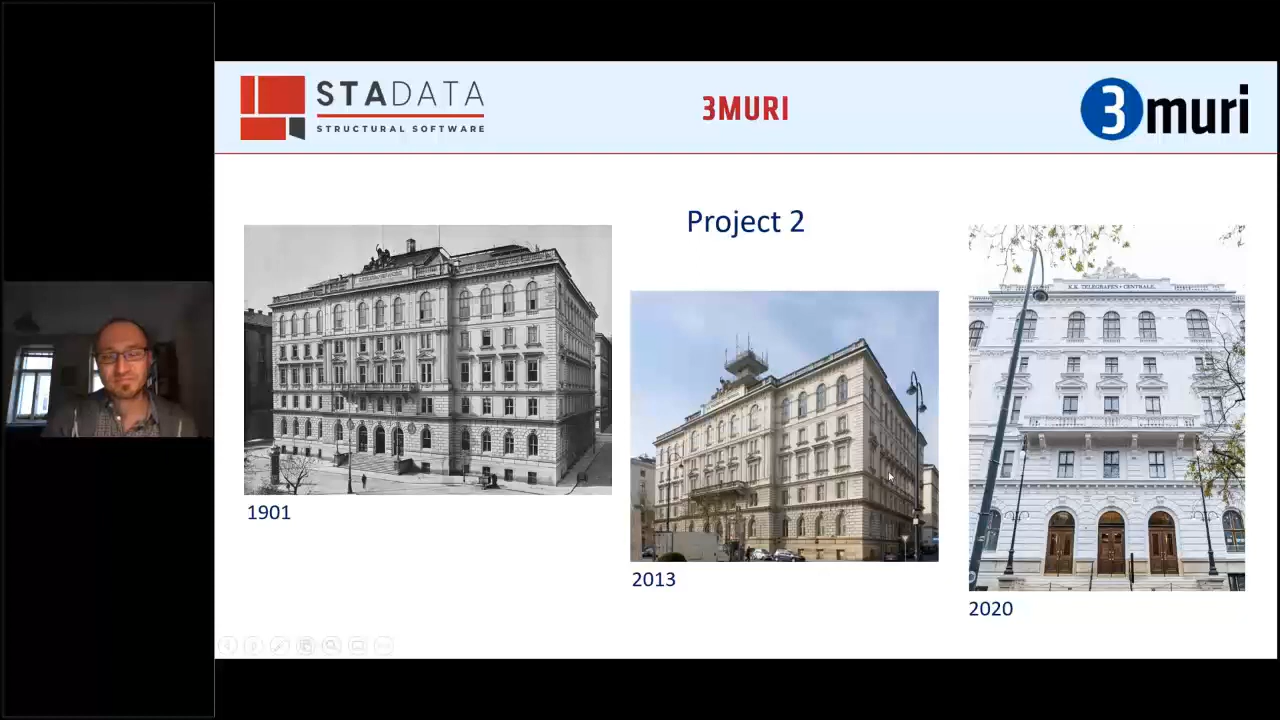 STADATA
STRUCTURAL SOFTWARE
3MURI
3muri
Project 2
K.K. TELEGRAFEN • CENTRALE.
1901
2013
2020